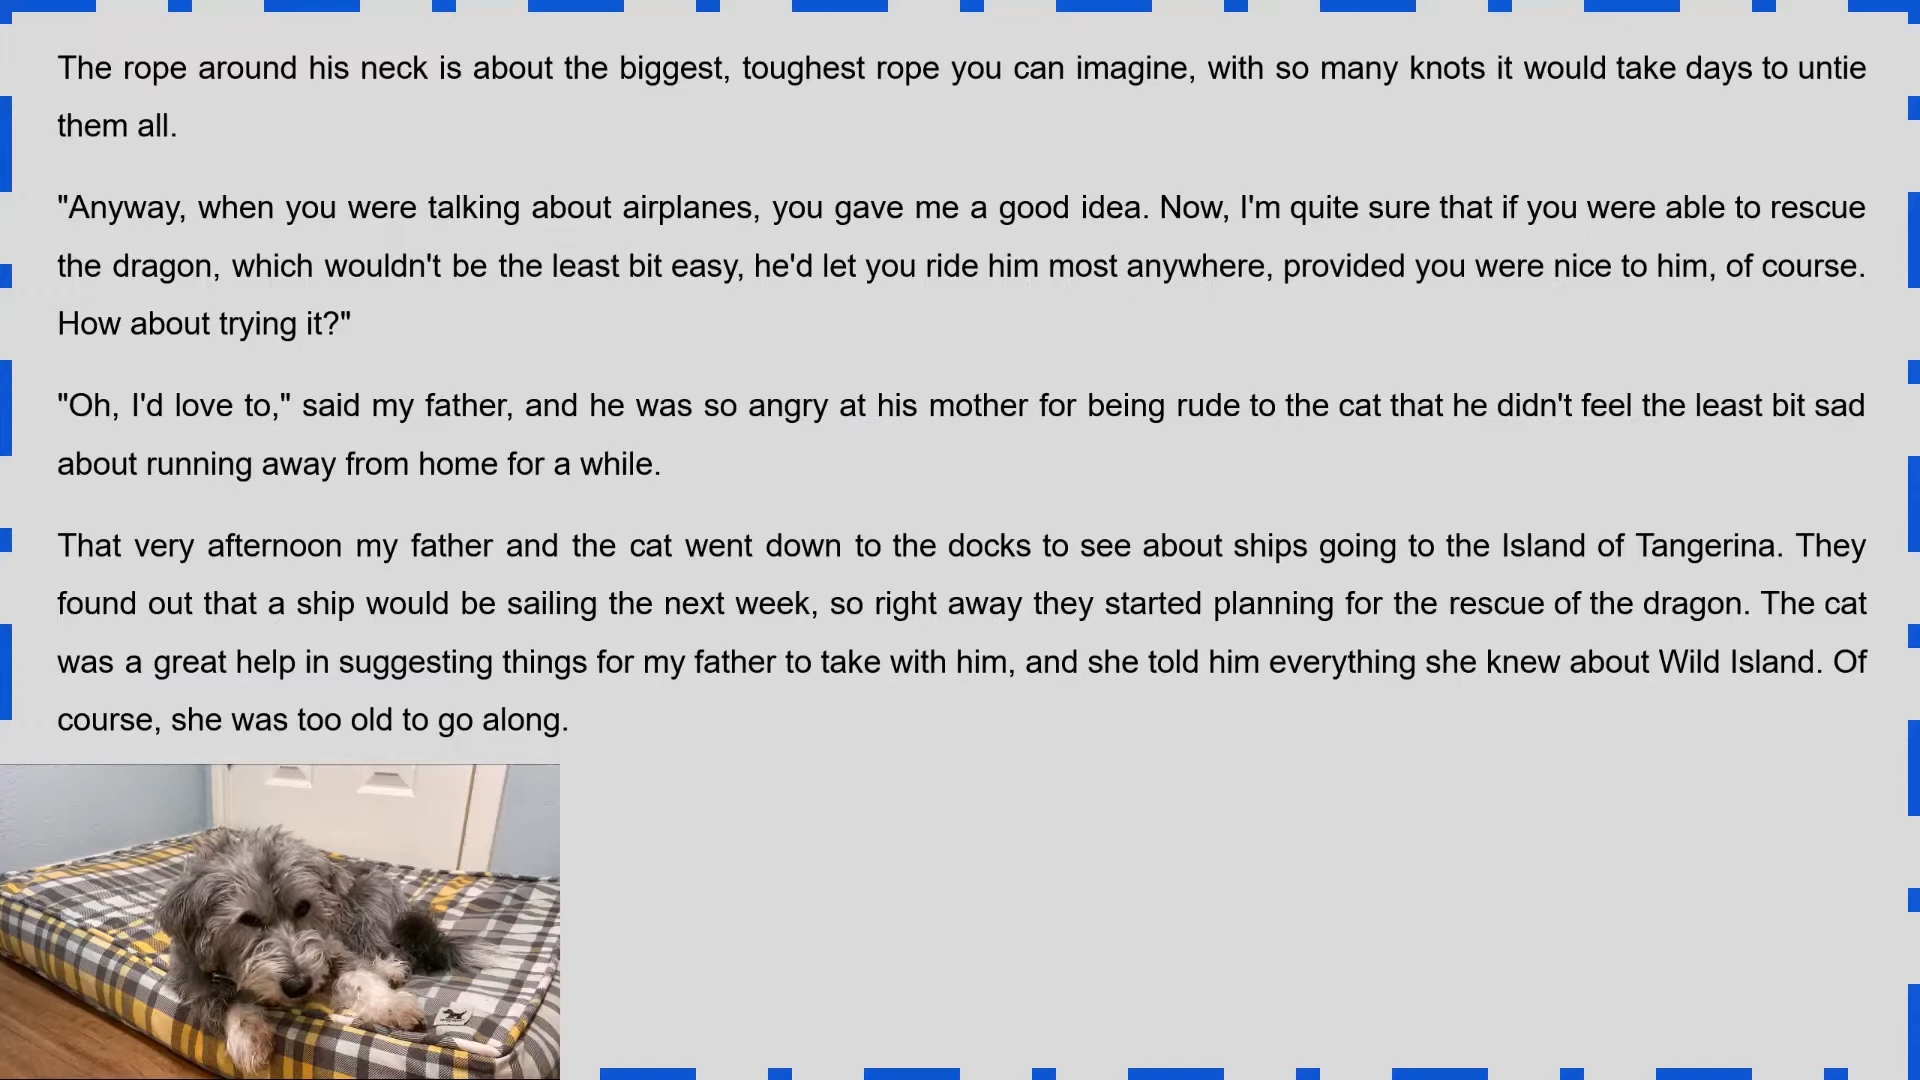 The rope around his neck is about the biggest, toughest rope you can imagine, with so many knots it would take days to untie
them all.
"Anyway, when you were talking about airplanes, you gave me a good idea. Now, I'm quite sure that if you were able to rescue
the dragon, which wouldn't be the least bit easy, he'd let you ride him most anywhere, provided you were nice to him, of course.
How about trying it?"
"Oh, I'd love to," said my father, and he was so angry at his mother for being rude to the cat that he didn't feel the least bit sad
about running away from home for a while.
That very afternoon my father and the cat went down to the docks to see about ships going to the Island of Tangerina. They
found out that a ship would be sailing the next week, so right away they started planning for the rescue of the dragon. The cat
was a great help in suggesting things for my father to take with him, and she told him everything she knew about Wild Island. Of
course, she was too old to go along.